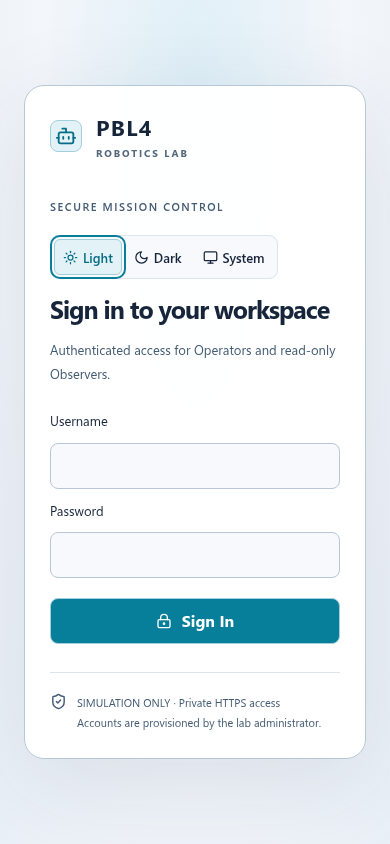 PBL4
ROBOTICS LAB
SECURE MISSION CONTROL
Light Dark System
Sign in to your workspace
Authenticated access for Operators and read-only
Observers.
Username
Password
Sign In
SIMULATION ONLY · Private HTTPS access
Accounts are provisioned by the lab administrator.